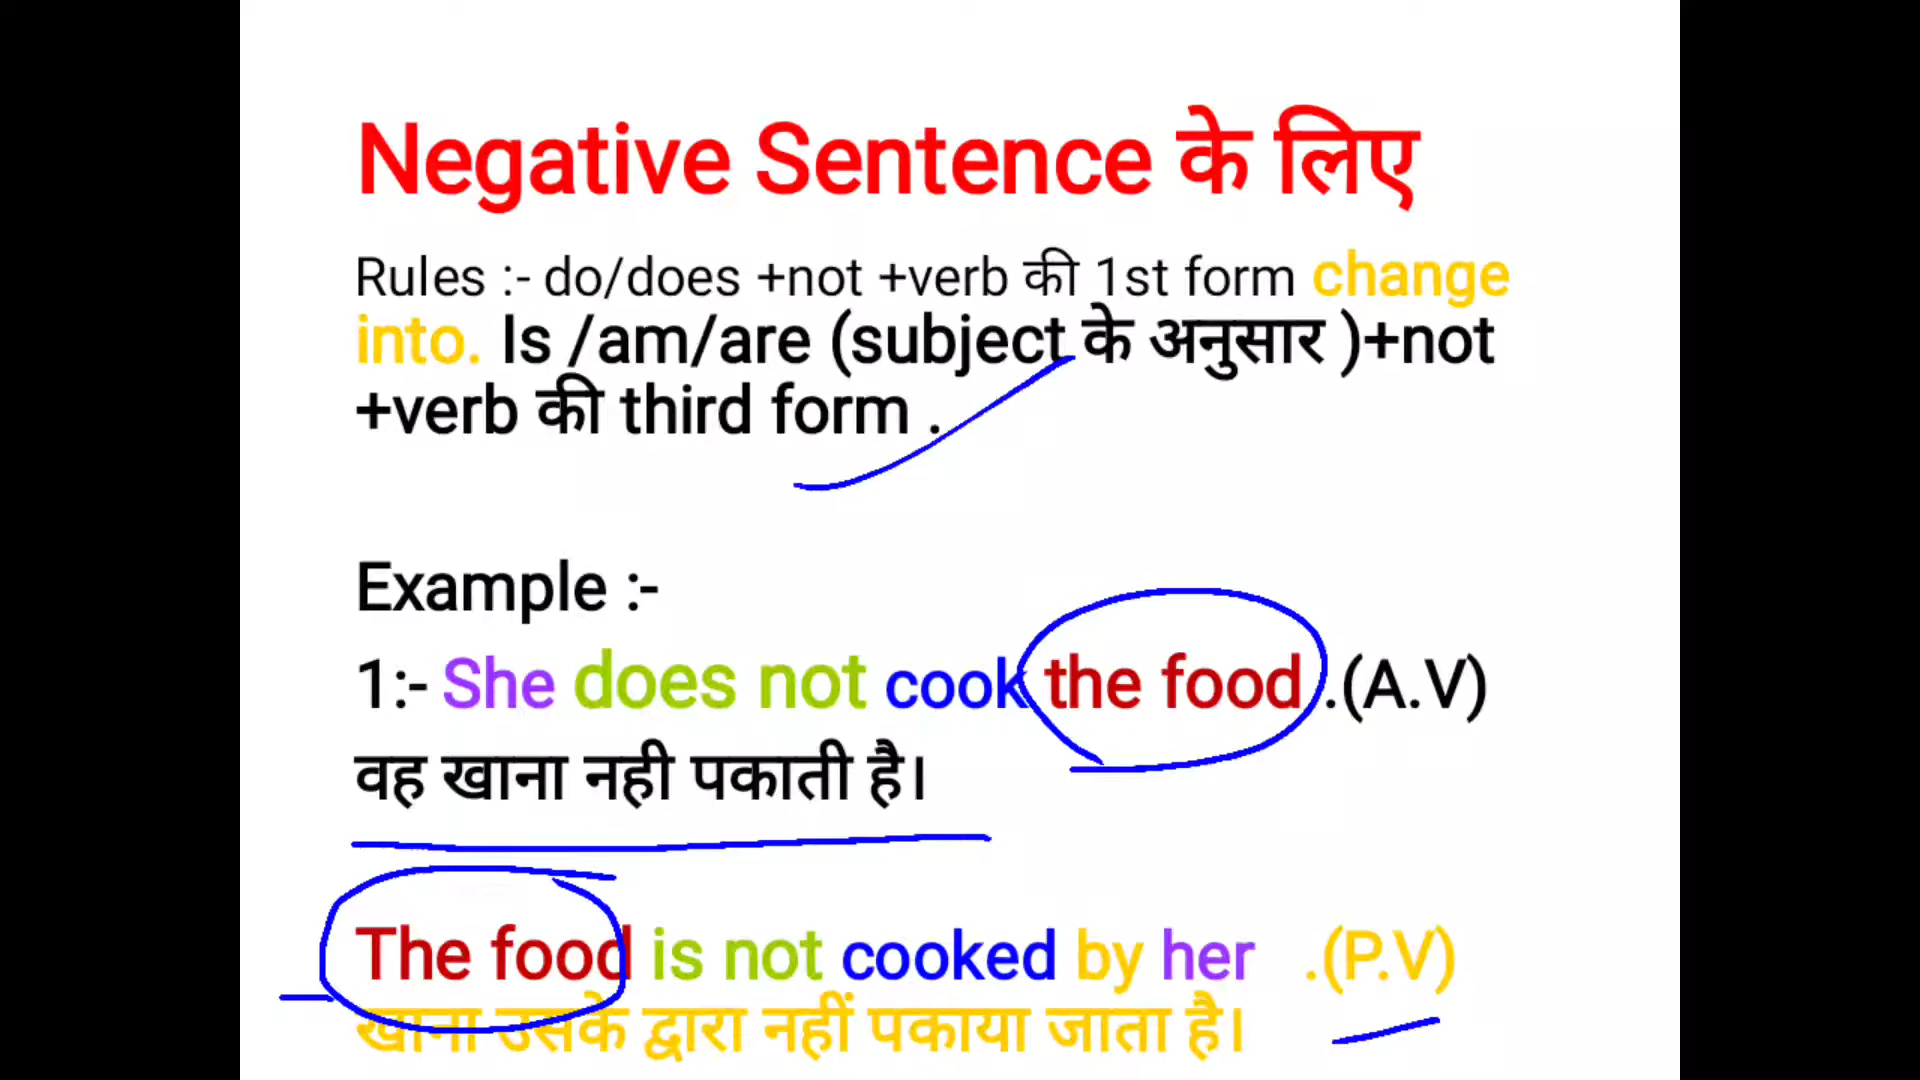 Negative Sentence के लिए
Rules :- do/does +not +verb की 1st form change
into. Is /am/are (subject के अनुसार )+not
+verb की third form .
Example :-
1:- She does not cook the food .(A.V)
वह खाना नही पकाती है।
The food is not cooked by her .(P.V)
खाना उसके द्वारा नहीं पकाया जाता है।